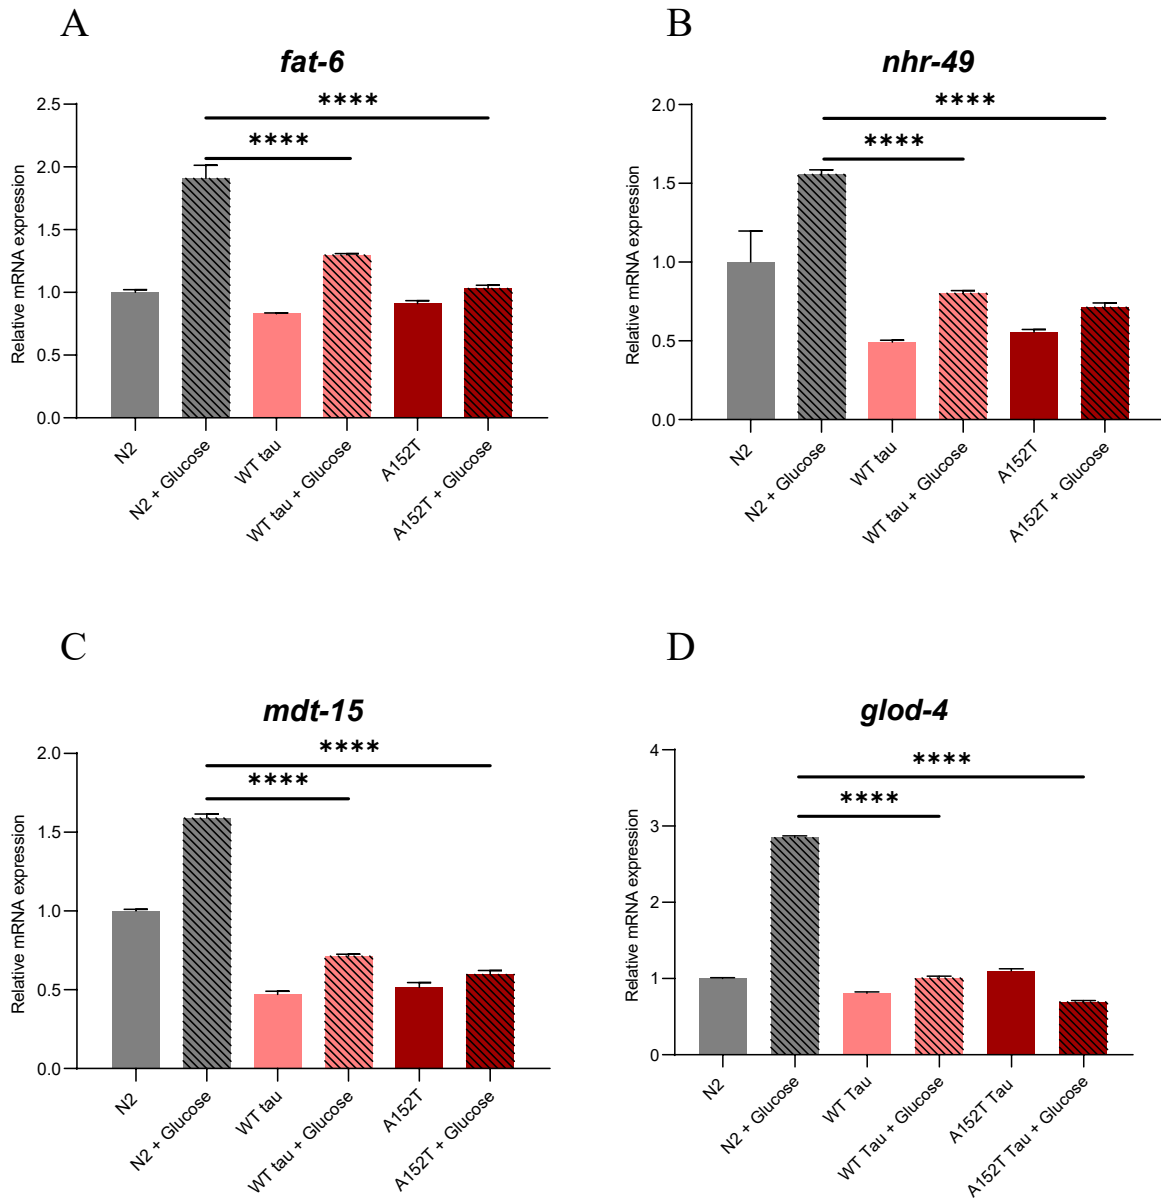 A
fat-6
Relative mRNA expression
2.5
2.0
1.5
1.0
0.5
0.0
****
****
N2
N2 + Glucose
WT tau
WT tau + Glucose
A152T
A152T + Glucose
B
nhr-49
Relative mRNA expression
2.0
1.5
1.0
0.5
0.0
****
****
N2
N2 + Glucose
WT tau
WT tau + Glucose
A152T
A152T + Glucose
C
mdt-15
Relative mRNA expression
2.0
1.5
1.0
0.5
0.0
****
****
N2
N2 + Glucose
WT tau
WT tau + Glucose
A152T
A152T + Glucose
D
glod-4
Relative mRNA expression
4
3
2
1
0
****
****
N2
N2 + Glucose
WT Tau
WT Tau + Glucose
A152T Tau
A152T Tau + Glucose